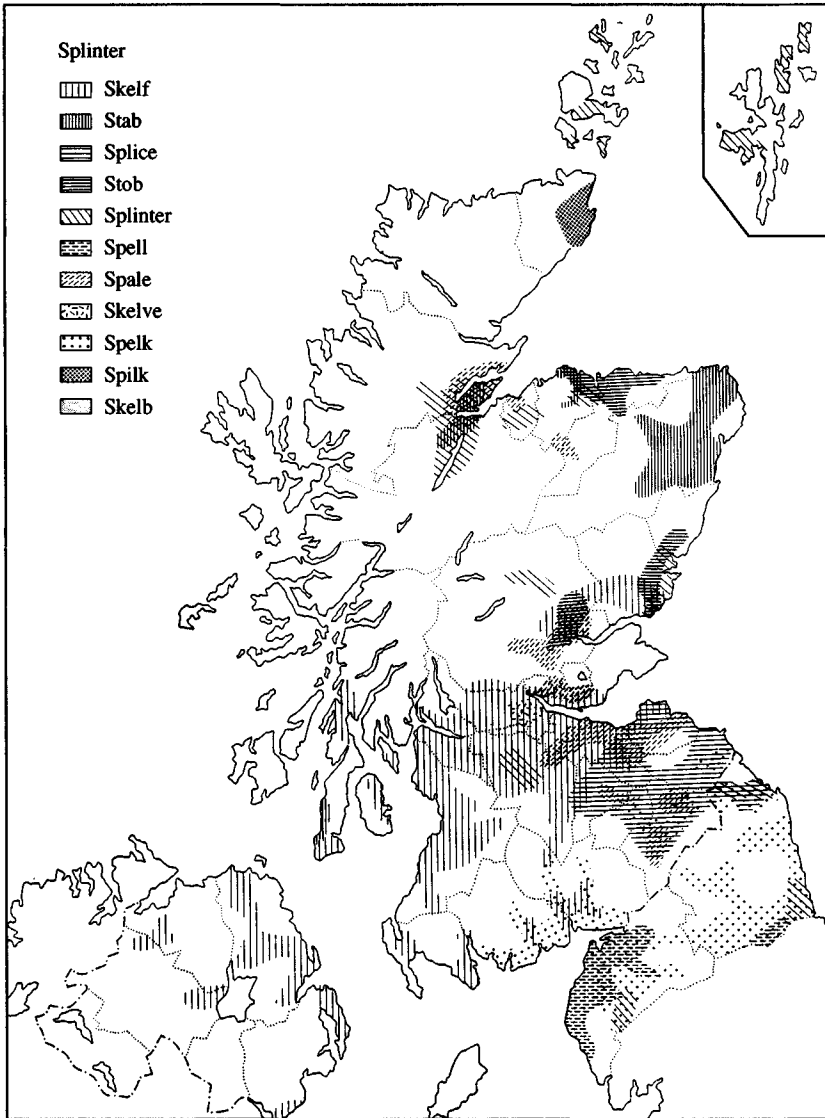 Splinter
Skelf
Stab
Splice
Stob
Splinter
Spell
Spale
Skelve
Spelk
Spilk
Skelb